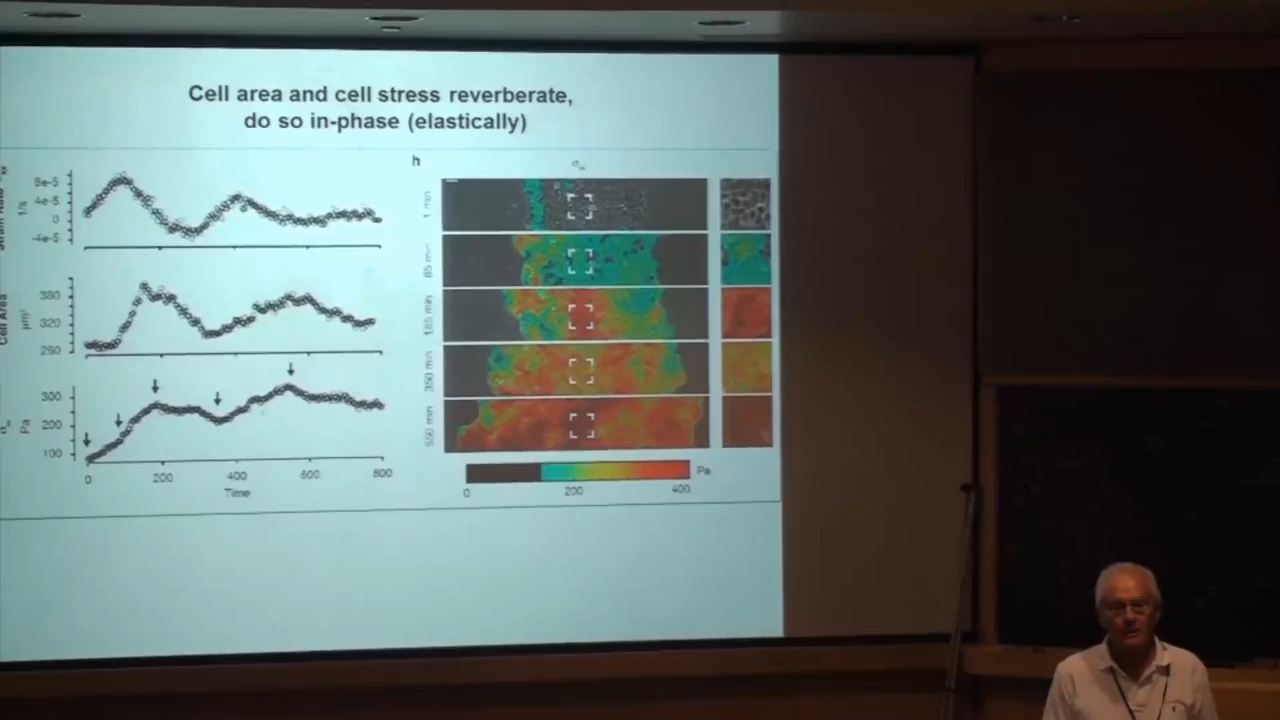 Cell area and cell stress reverberate,
do so in-phase (elastically)
8e-5
4e-5
0
-4e-5
1/s
380
320
260
Cell Area
µm²
300
200
100
Pa
0
200
400
600
800
Time
h
1 min
85 min
185 min
350 min
550 min
Pa
0
200
400